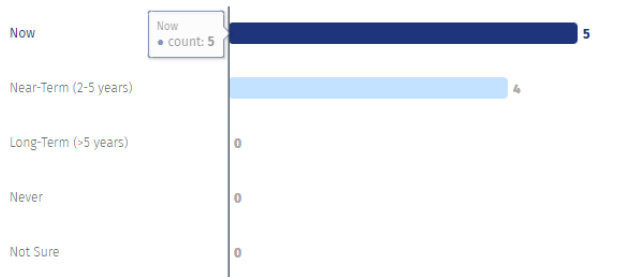 Now
Now
count: 5
5
Near-Term (2-5 years)
4
Long-Term (>5 years)
0
Never
0
Not Sure
0